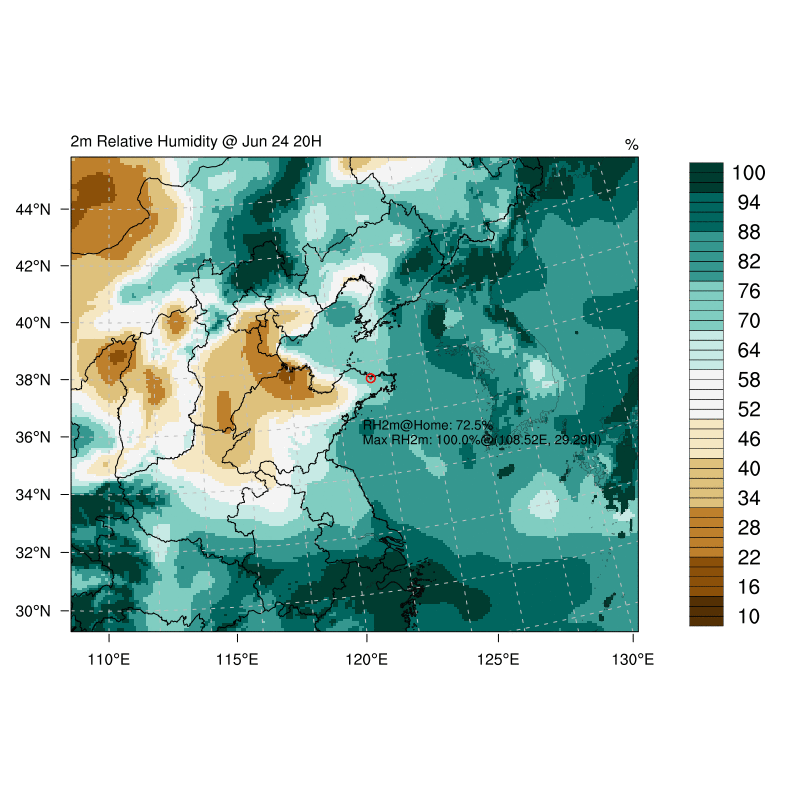 2m Relative Humidity @ Jun 24 20H
%
100
94
88
82
76
70
64
58
52
46
40
34
28
22
16
10
44°N
42°N
40°N
38°N
36°N
34°N
32°N
30°N
RH2m@Home: 72.5%
Max RH2m: 100.0%@(108.52E, 29.29N)
110°E 115°E 120°E 125°E 130°E